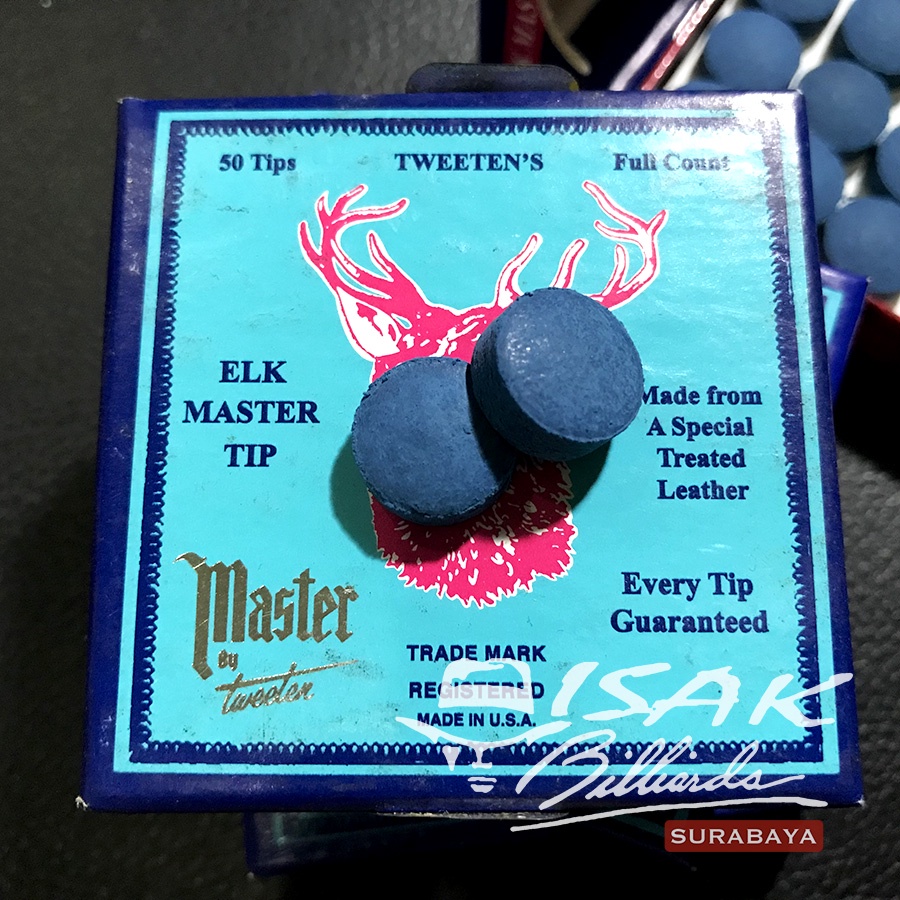 50 Tips TWEETEN'S Full Count
ELK
MASTER
TIP
Made from
A Special
Treated
Leather
Every Tip
Guaranteed
Master
By
tweeten
TRADE MARK
REGISTERED
MADE IN U.S.A.
ISAK
Billiards
SURABAYA